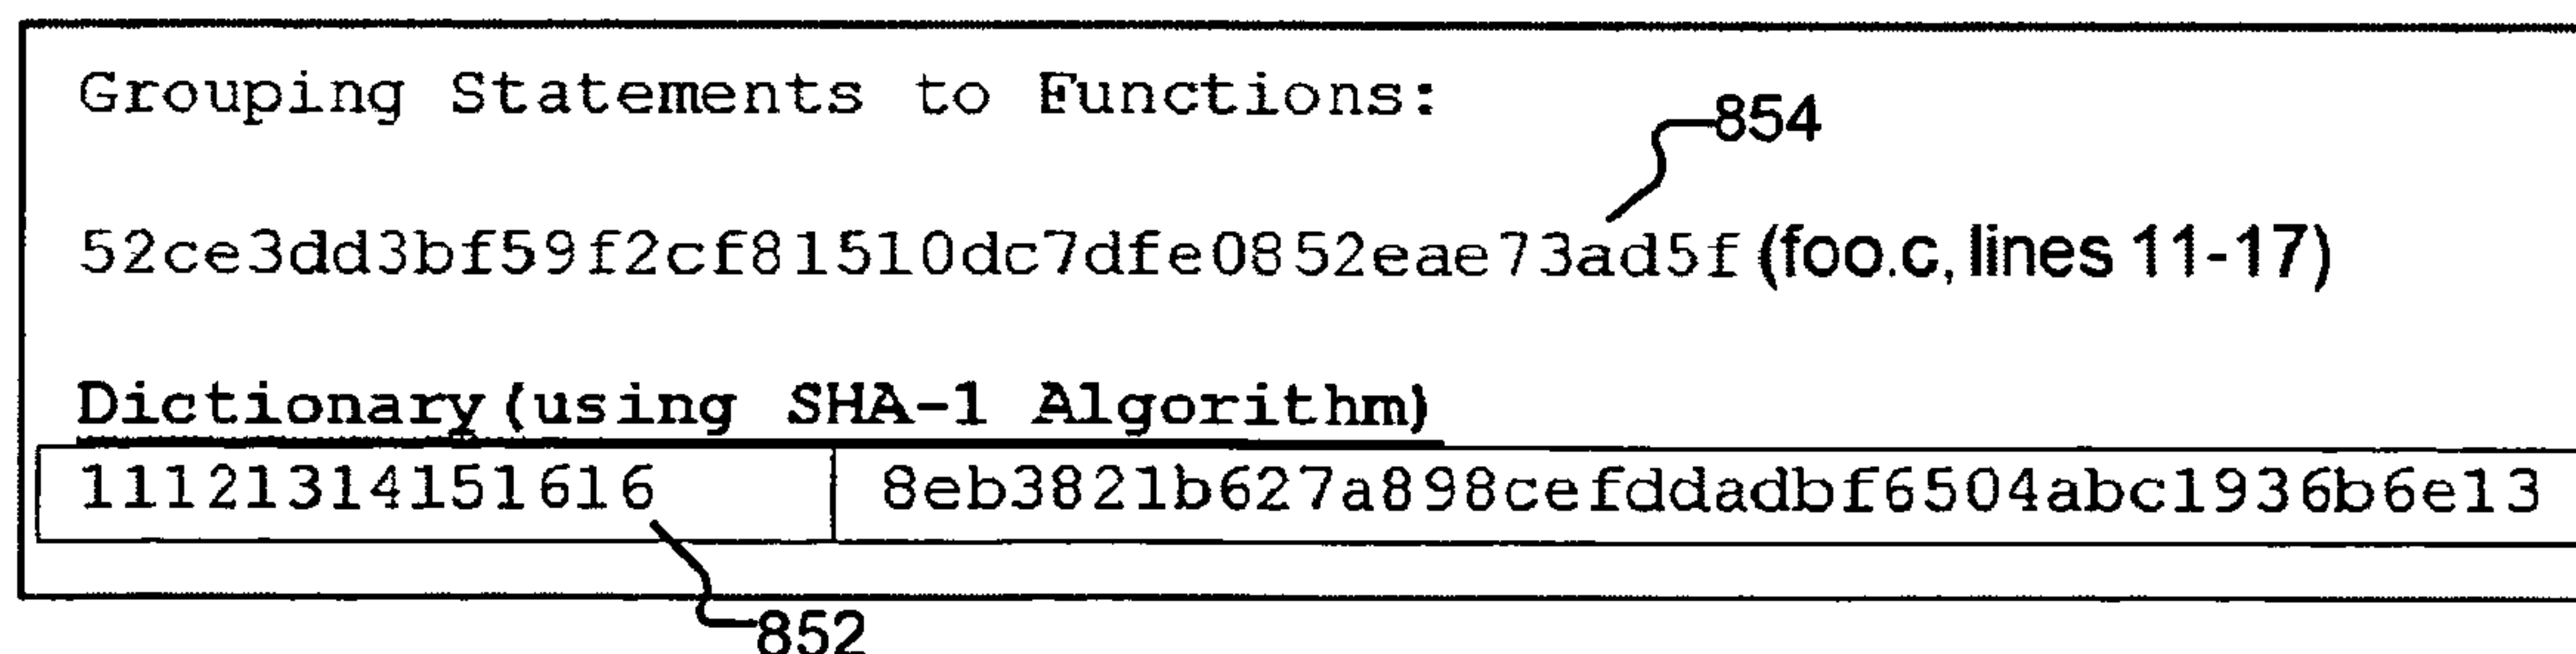 Grouping Statements to Functions:
854
52ce3dd3bf59f2cf81510dc7dfe0852eae73ad5f (foo.c, lines 11-17)
Dictionary (using SHA-1 Algorithm)
11121314151616 8eb3821b627a898cefddadbf6504abc1936b6e13
852